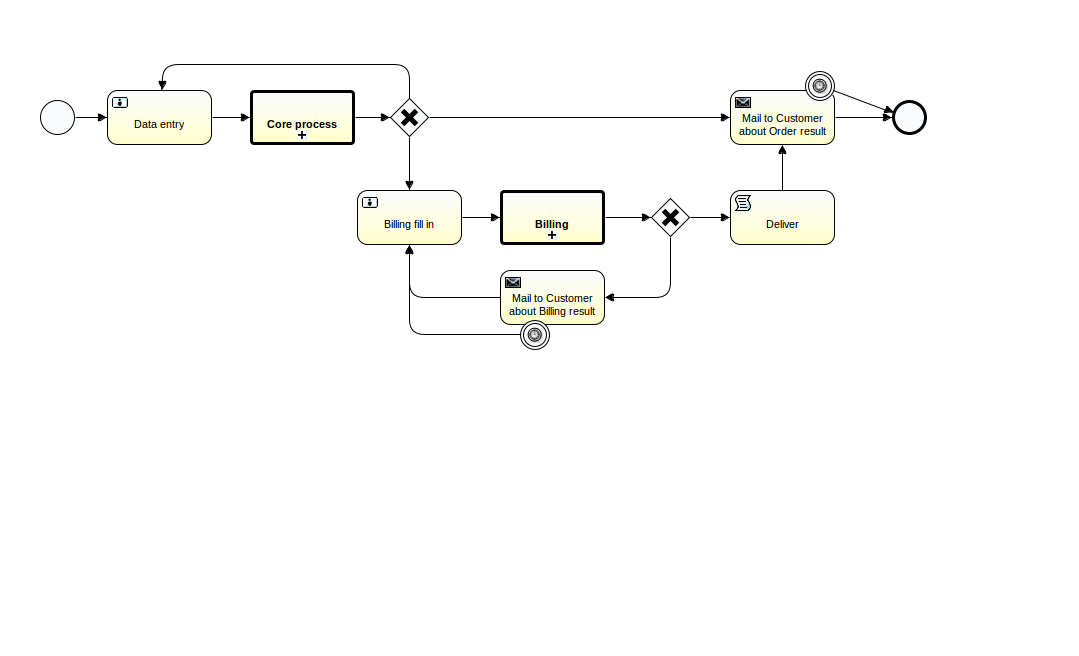 Data entry
Core process
Mail to Customer
about Order result
Billing fill in
Billing
Deliver
Mail to Customer
about Billing result